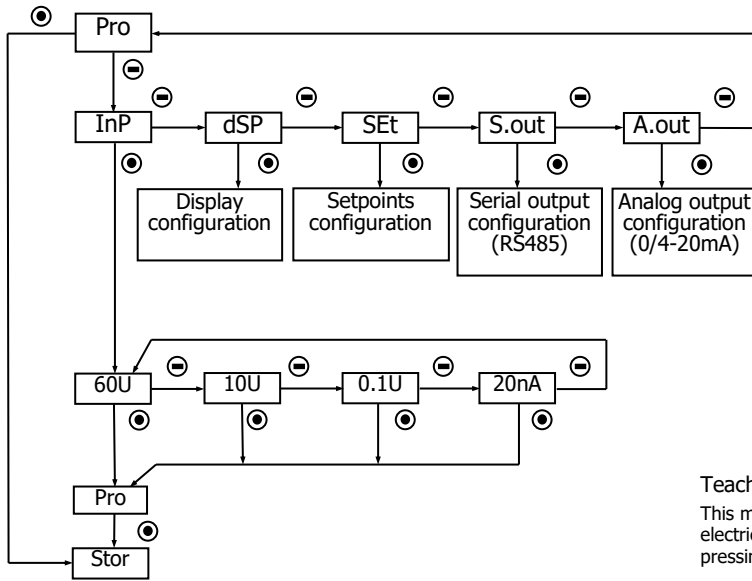 Pro
InP
dSP
SEt
S.out
A.out
Display
configuration
Setpoints
configuration
Serial output
configuration
(RS485)
Analog output
configuration
(0/4-20mA)
60U
10U
0.1U
20nA
Pro
Stor
Teach
This m
electric
pressin